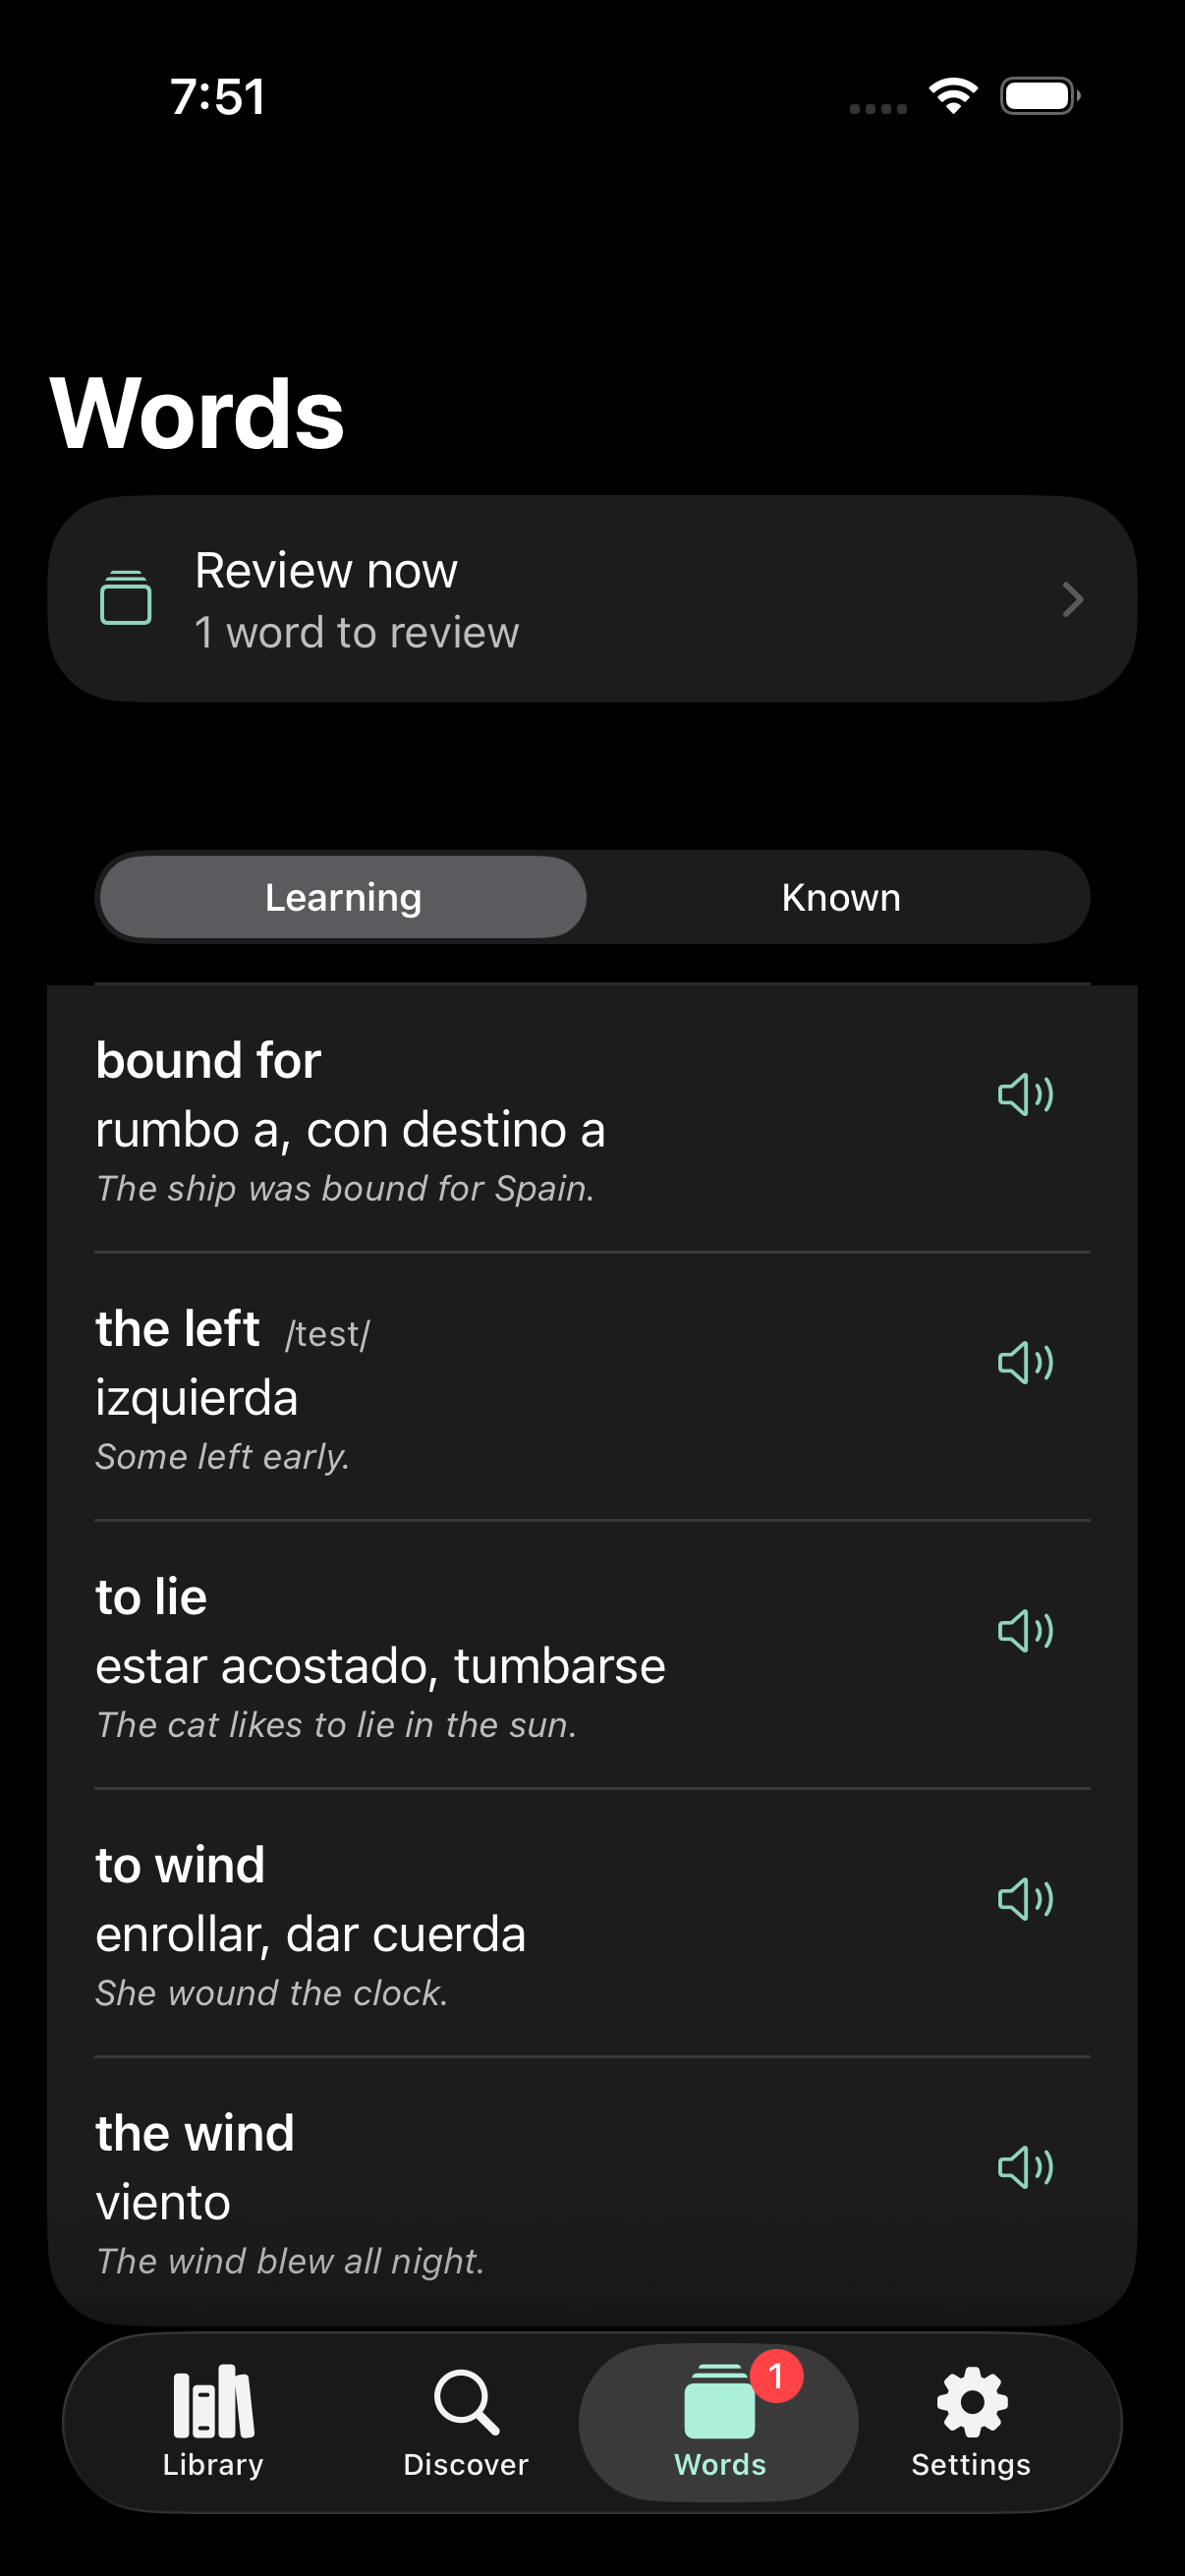 7:51
Words
Review now
1 word to review
Learning
Known
bound for
rumbo a, con destino a
The ship was bound for Spain.
the left /test/
izquierda
Some left early.
to lie
estar acostado, tumbarse
The cat likes to lie in the sun.
to wind
enrollar, dar cuerda
She wound the clock.
the wind
viento
The wind blew all night.
1
Library
Discover
Words
Settings